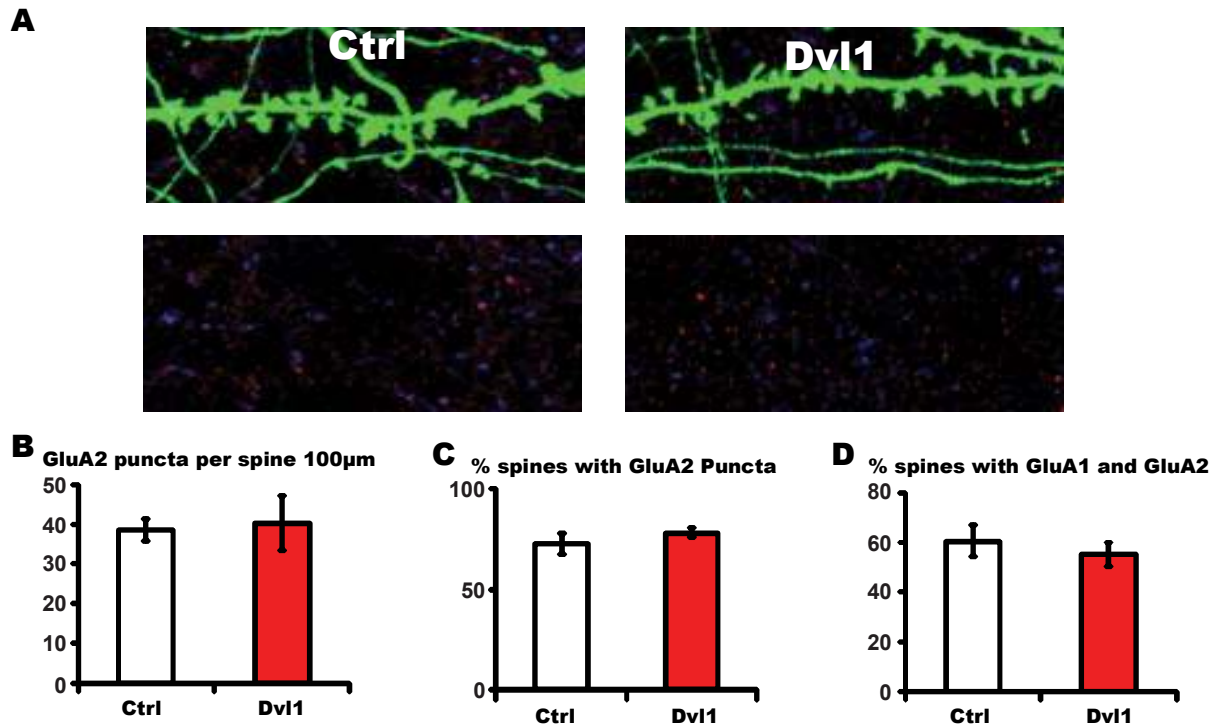 A
Ctrl
Dvl1
B GluA2 puncta per spine 100µm
50
40
30
20
10
0
Ctrl
Dvl1
C % spines with GluA2 Puncta
100
50
0
Ctrl
Dvl1
D % spines with GluA1 and GluA2
80
60
40
20
0
Ctrl
Dvl1